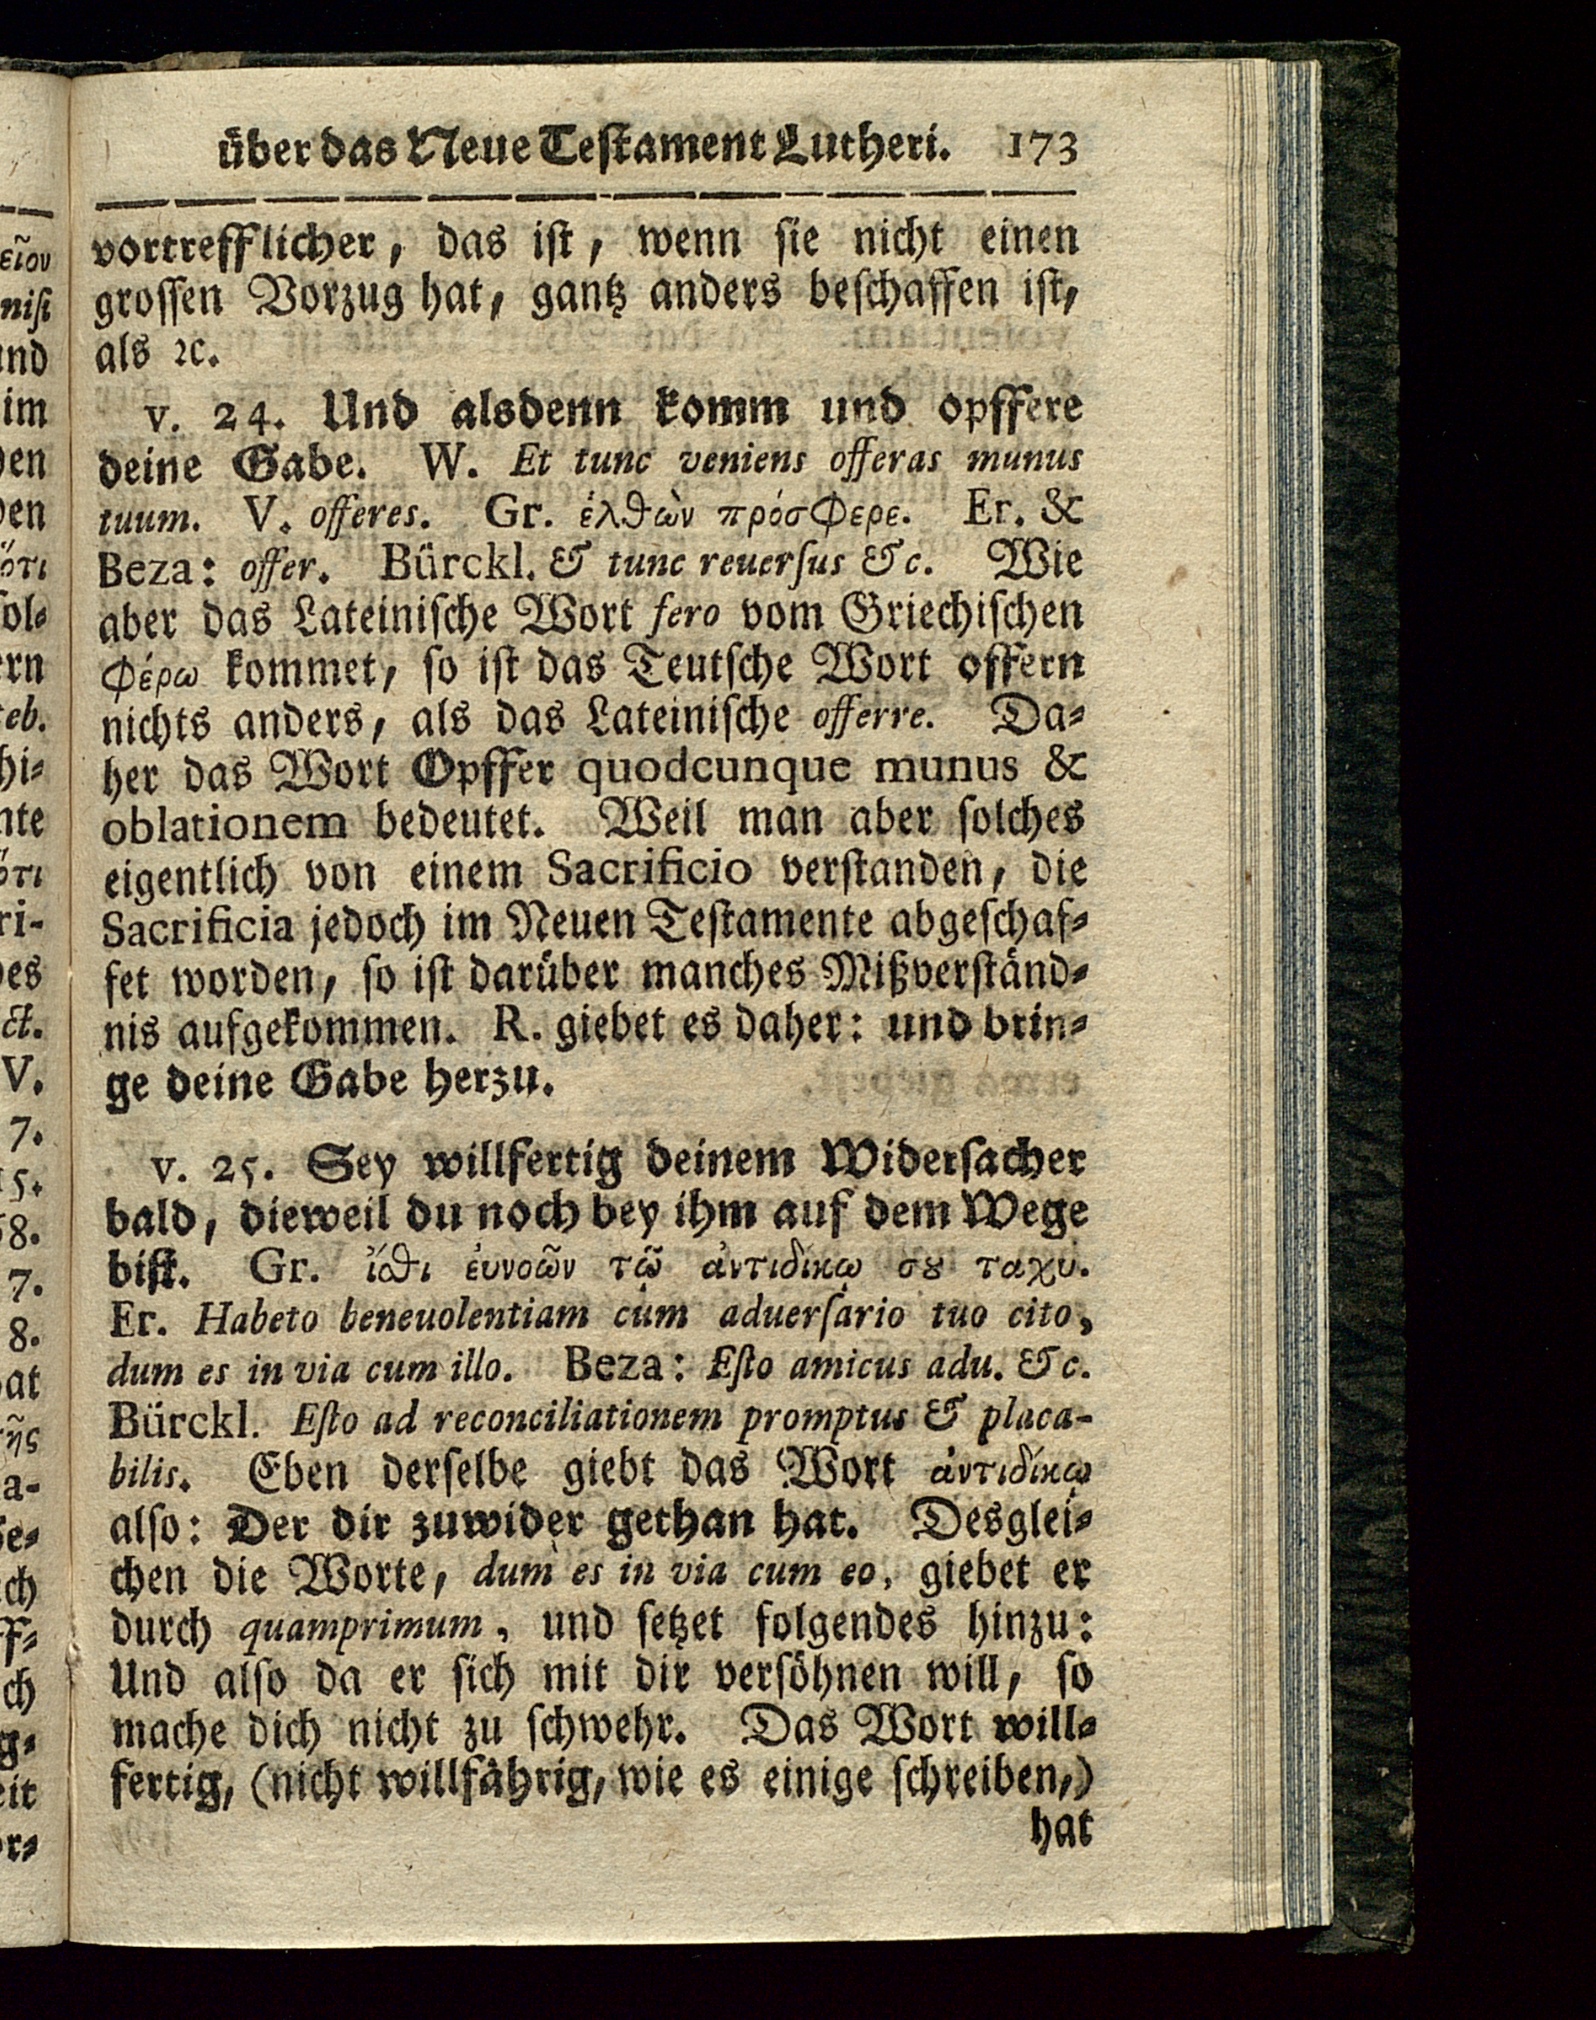 über das Neue Testament Lutheri. 173
vortrefflicher, das ist, wenn sie nicht einen
grossen Vorzug hat, gantz anders beschaffen ist,
als ꝛc.
v. 24. Und alsdenn komm und opffere
deine Gabe. W. Et tunc veniens offeras munus
tuum. V. offeres. Gr. ἐλθὼν πρόσφερε. Er. &
Beza: offer. Bürckl. & tunc reuerſus &c. Wie
aber das Lateinische Wort fero vom Griechischen
φέρω kommet, so ist das Teutsche Wort offern
nichts anders, als das Lateinische offerre. Da-
her das Wort Opffer quodcunque munus &
oblationem bedeutet. Weil man aber solches
eigentlich von einem Sacrificio verstanden, die
Sacrificia jedoch im Neuen Testamente abgeschaf-
fet worden, so ist darüber manches Mißverständ-
nis aufgekommen. R. giebet es daher: und brin-
ge deine Gabe herzu.
v. 25. Sey willfertig deinem Widersacher
bald, dieweil du noch bey ihm auf dem Wege
bist. Gr. ἴσθι ἐυνοῶν τῷ ἀντιδίκῳ σȣ ταχύ.
Er. Habeto beneuolentiam cum aduerſario tuo cito,
dum es in via cum illo. Beza: Eſto amicus adu. &c.
Bürckl. Eſto ad reconciliationem promptus & placa-
bilis. Eben derselbe giebt das Wort ἀντιδίκῳ
also: Der dir zuwider gethan hat. Desglei-
chen die Worte, dum es in via cum eo, giebet er
durch quamprimum, und setzet folgendes hinzu:
Und also da er sich mit dir versöhnen will, so
mache dich nicht zu schwehr. Das Wort will-
fertig, (nicht willfährig, wie es einige schreiben,)
hat